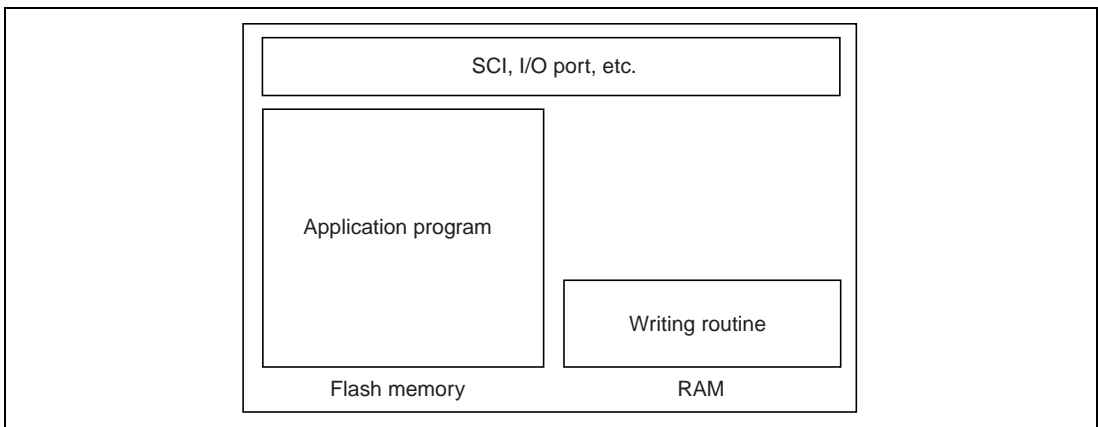 SCI, I/O port, etc.
Application program
Writing routine
Flash memory
RAM